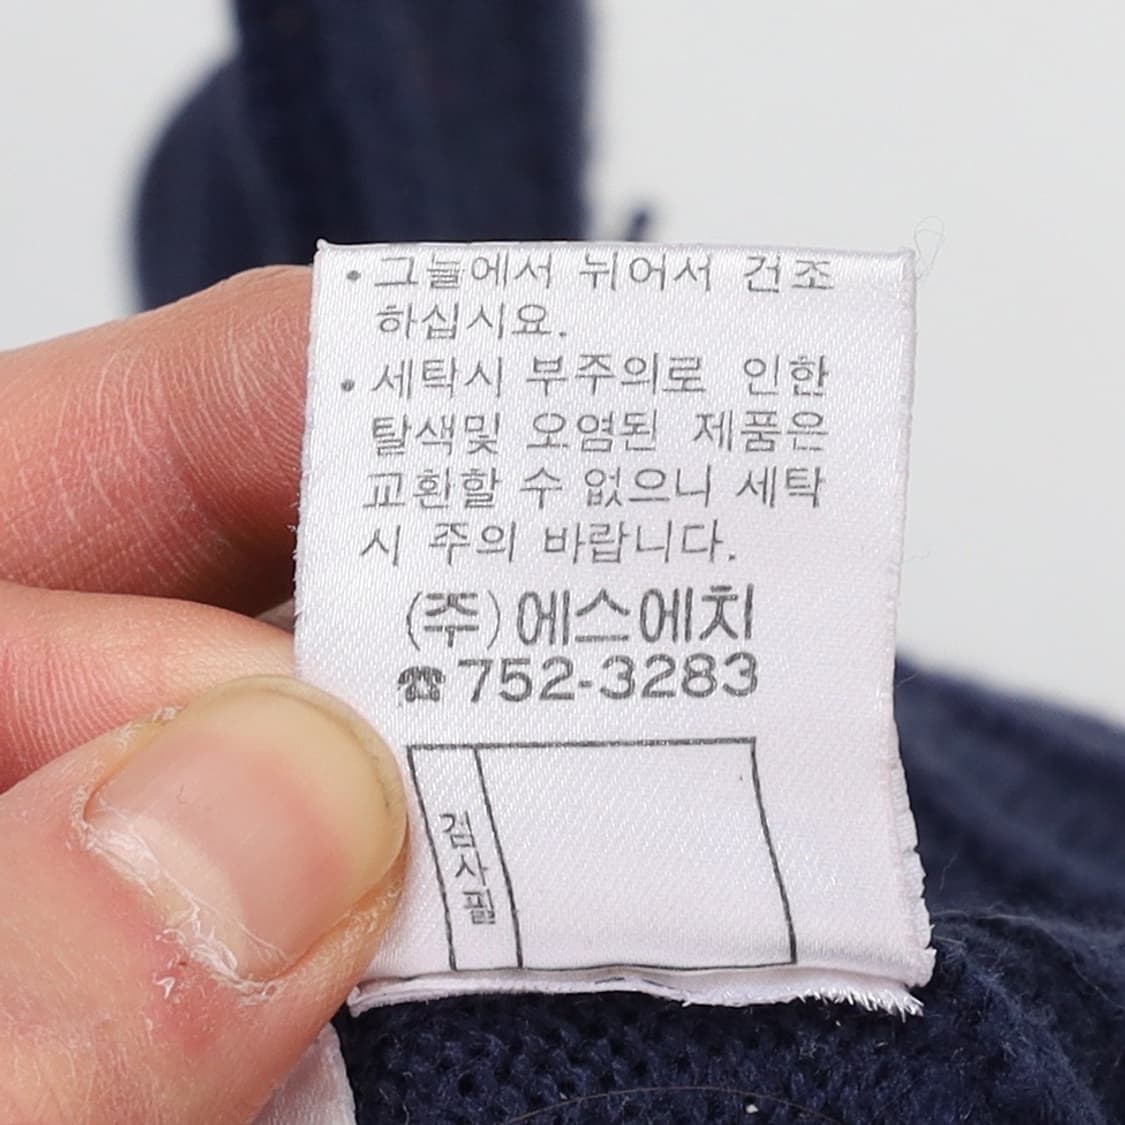 • 그늘에서 뉘어서 건조
하십시요.
• 세탁시 부주의로 인한
탈색및 오염된 제품은
교환할 수 없으니 세탁
시 주의 바랍니다.
(주)에스에치
☎752-3283
검사필